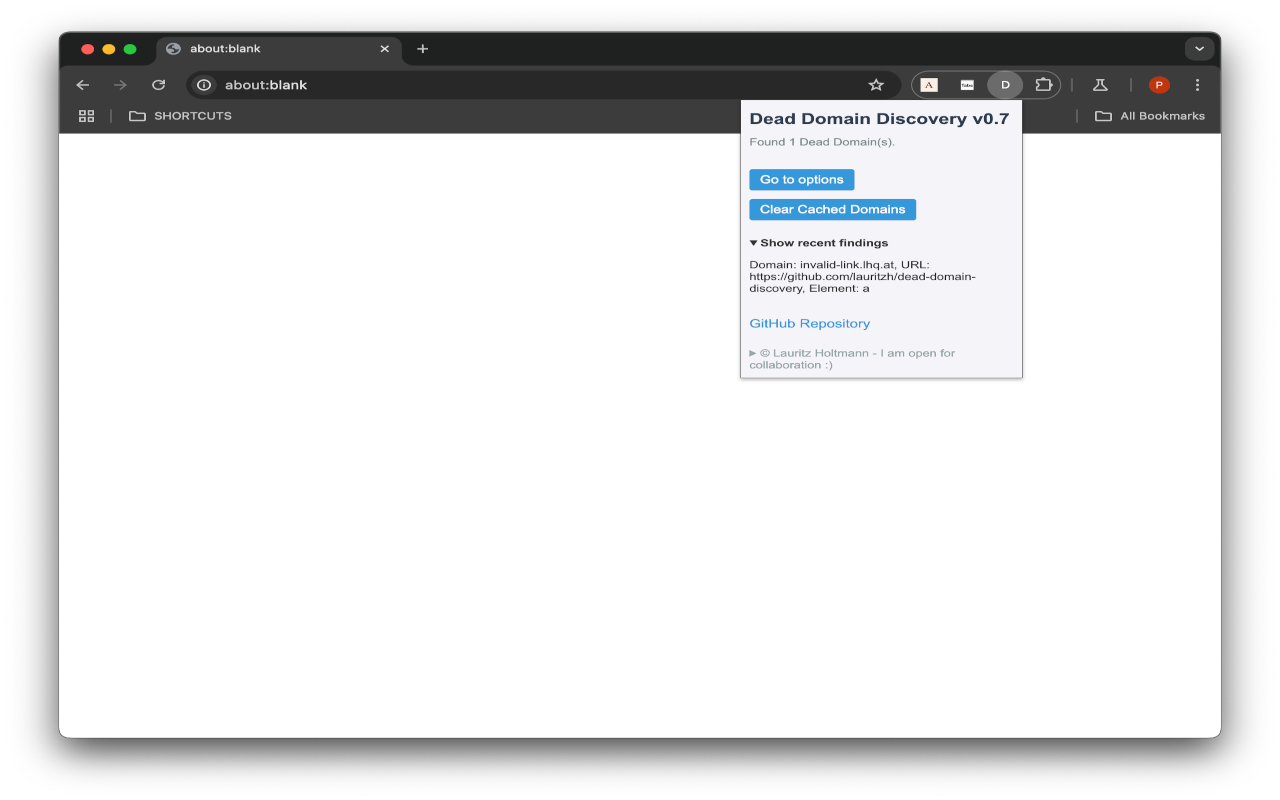 about:blank
about:blank
A
D
P
SHORTCUTS
All Bookmarks
Dead Domain Discovery v0.7
Found 1 Dead Domain(s).
Go to options
Clear Cached Domains
Show recent findings
Domain: invalid-link.lhq.at, URL:
https://github.com/lauritzh/dead-domain-
discovery, Element: a
GitHub Repository
© Lauritz Holtmann - I am open for
collaboration :)